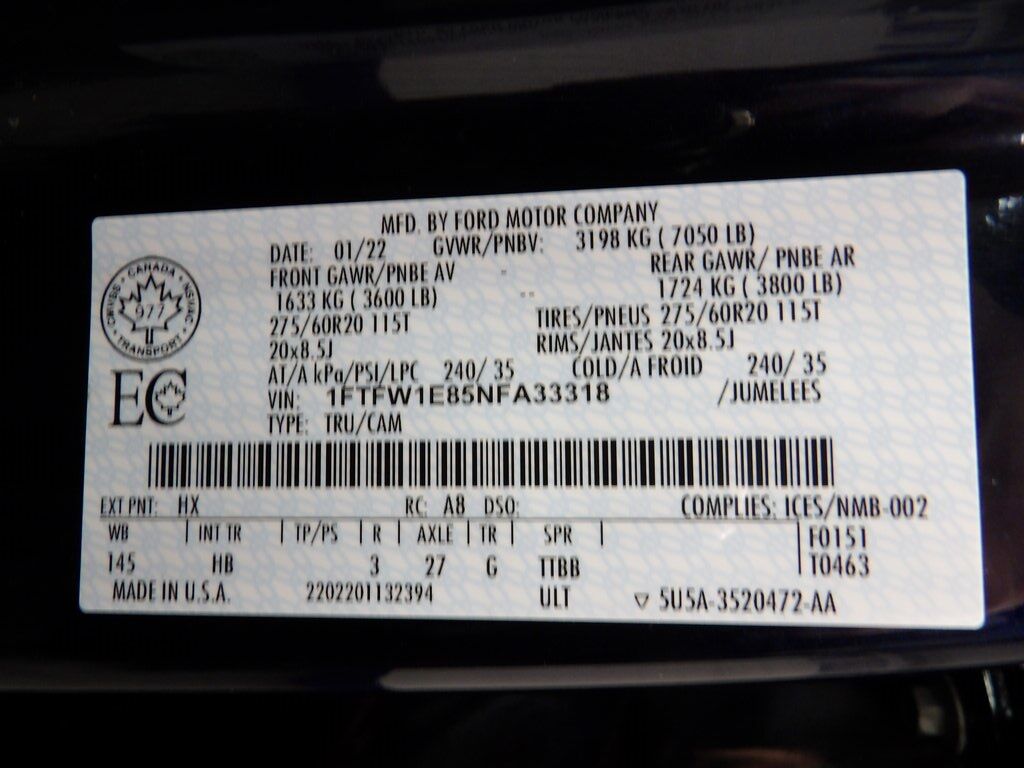 MFD. BY FORD MOTOR COMPANY
DATE: 01/22 GVWR/PNBV: 3198 KG ( 7050 LB)
FRONT GAWR/PNBE AV REAR GAWR/ PNBE AR
1633 KG ( 3600 LB) 1724 KG ( 3800 LB)
275/60R20 115T TIRES/PNEUS 275/60R20 115T
20x8.5J RIMS/JANTES 20x8.5J
AT/A kPa/PSI/LPC 240/ 35 COLD/A FROID 240/ 35
VIN: 1FTFW1E85NFA33318 /JUMELEES
TYPE: TRU/CAM
CANADA
977
TRANSPORT
EC
EXT PNT: HX RC: A8 DSO: COMPLIES: ICES/NMB-002
WB INT TR TP/PS R AXLE TR SPR F0151
145 HB 3 27 G TTBB T0463
MADE IN U.S.A. 2202201132394 ULT ▽ 5U5A-3520472-AA